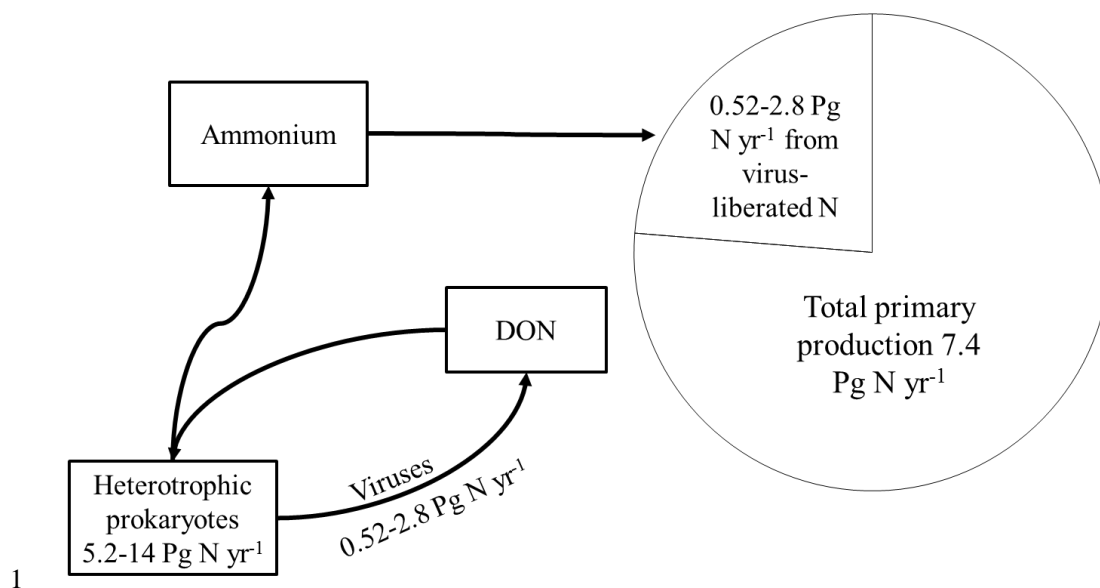 Ammonium
0.52-2.8 Pg
N yr-1 from
virus-
liberated N
DON
Total primary
production 7.4
Pg N yr-1
Heterotrophic
prokaryotes
5.2-14 Pg N yr-1
Viruses
0.52-2.8 Pg N yr-1
1